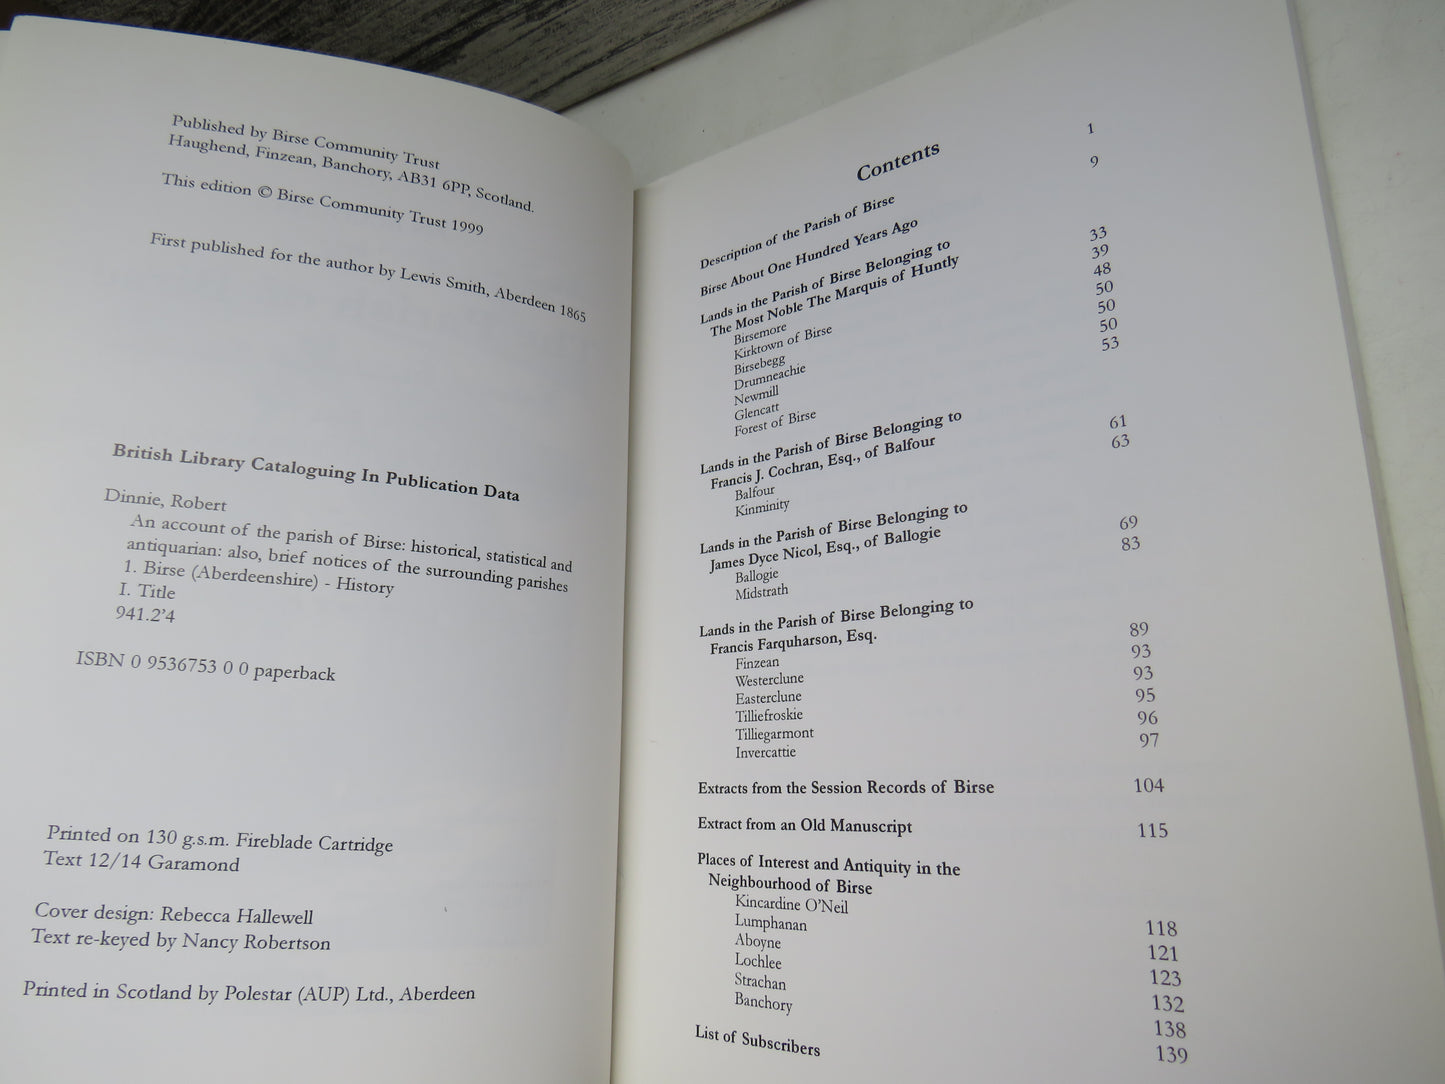 Published by Birse Community Trust
Haughend, Finzean, Banchory, AB31 6PP, Scotland.
This edition © Birse Community Trust 1999
First published for the author by Lewis Smith, Aberdeen 1865
British Library Cataloguing In Publication Data
Dinnie, Robert
An account of the parish of Birse: historical, statistical and
antiquarian: also, brief notices of the surrounding parishes
1. Birse (Aberdeenshire) - History
I. Title
941.2'4
ISBN 0 9536753 0 0 paperback
Printed on 130 g.s.m. Fireblade Cartridge
Text 12/14 Garamond
Cover design: Rebecca Hallewell
Text re-keyed by Nancy Robertson
Printed in Scotland by Polestar (AUP) Ltd., Aberdeen
Contents
Description of the Parish of Birse 1
Birse About One Hundred Years Ago 9
Lands in the Parish of Birse Belonging to
The Most Noble The Marquis of Huntly
Birsemore 33
Kirktown of Birse 39
Birsebegg 48
Drumneachie 50
Newmill 50
Glencatt 50
Forest of Birse 53
Lands in the Parish of Birse Belonging to
Francis J. Cochran, Esq., of Balfour
Balfour 61
Kinminity 63
Lands in the Parish of Birse Belonging to
James Dyce Nicol, Esq., of Ballogie
Ballogie 69
Midstrath 83
Lands in the Parish of Birse Belonging to
Francis Farquharson, Esq.
Finzean 89
Westerclune 93
Easterclune 93
Tilliefroskie 95
Tilliegarmont 96
Invercattie 97
Extracts from the Session Records of Birse 104
Extract from an Old Manuscript 115
Places of Interest and Antiquity in the
Neighbourhood of Birse
Kincardine O'Neil 118
Lumphanan 121
Aboyne 123
Lochlee 132
Strachan 138
Banchory 139
List of Subscribers